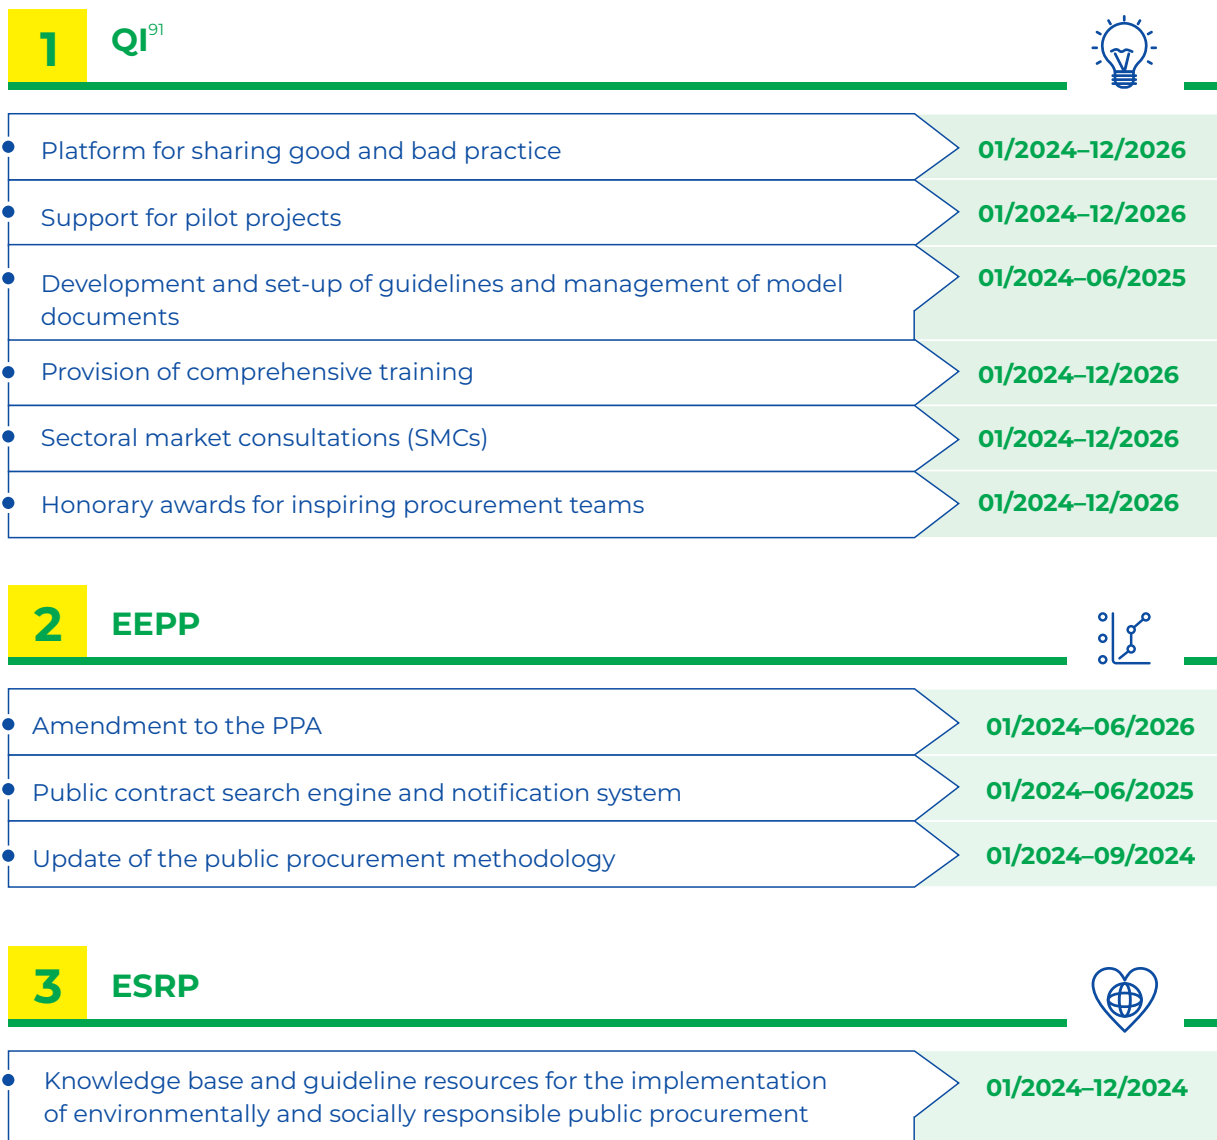 1
QI91
Platform for sharing good and bad practice
01/2024–12/2026
Support for pilot projects
01/2024–12/2026
Development and set-up of guidelines and management of model
documents
01/2024–06/2025
Provision of comprehensive training
01/2024–12/2026
Sectoral market consultations (SMCs)
01/2024–12/2026
Honorary awards for inspiring procurement teams
01/2024–12/2026
2
EEPP
Amendment to the PPA
01/2024–06/2026
Public contract search engine and notification system
01/2024–06/2025
Update of the public procurement methodology
01/2024–09/2024
3
ESRP
Knowledge base and guideline resources for the implementation
of environmentally and socially responsible public procurement
01/2024–12/2024